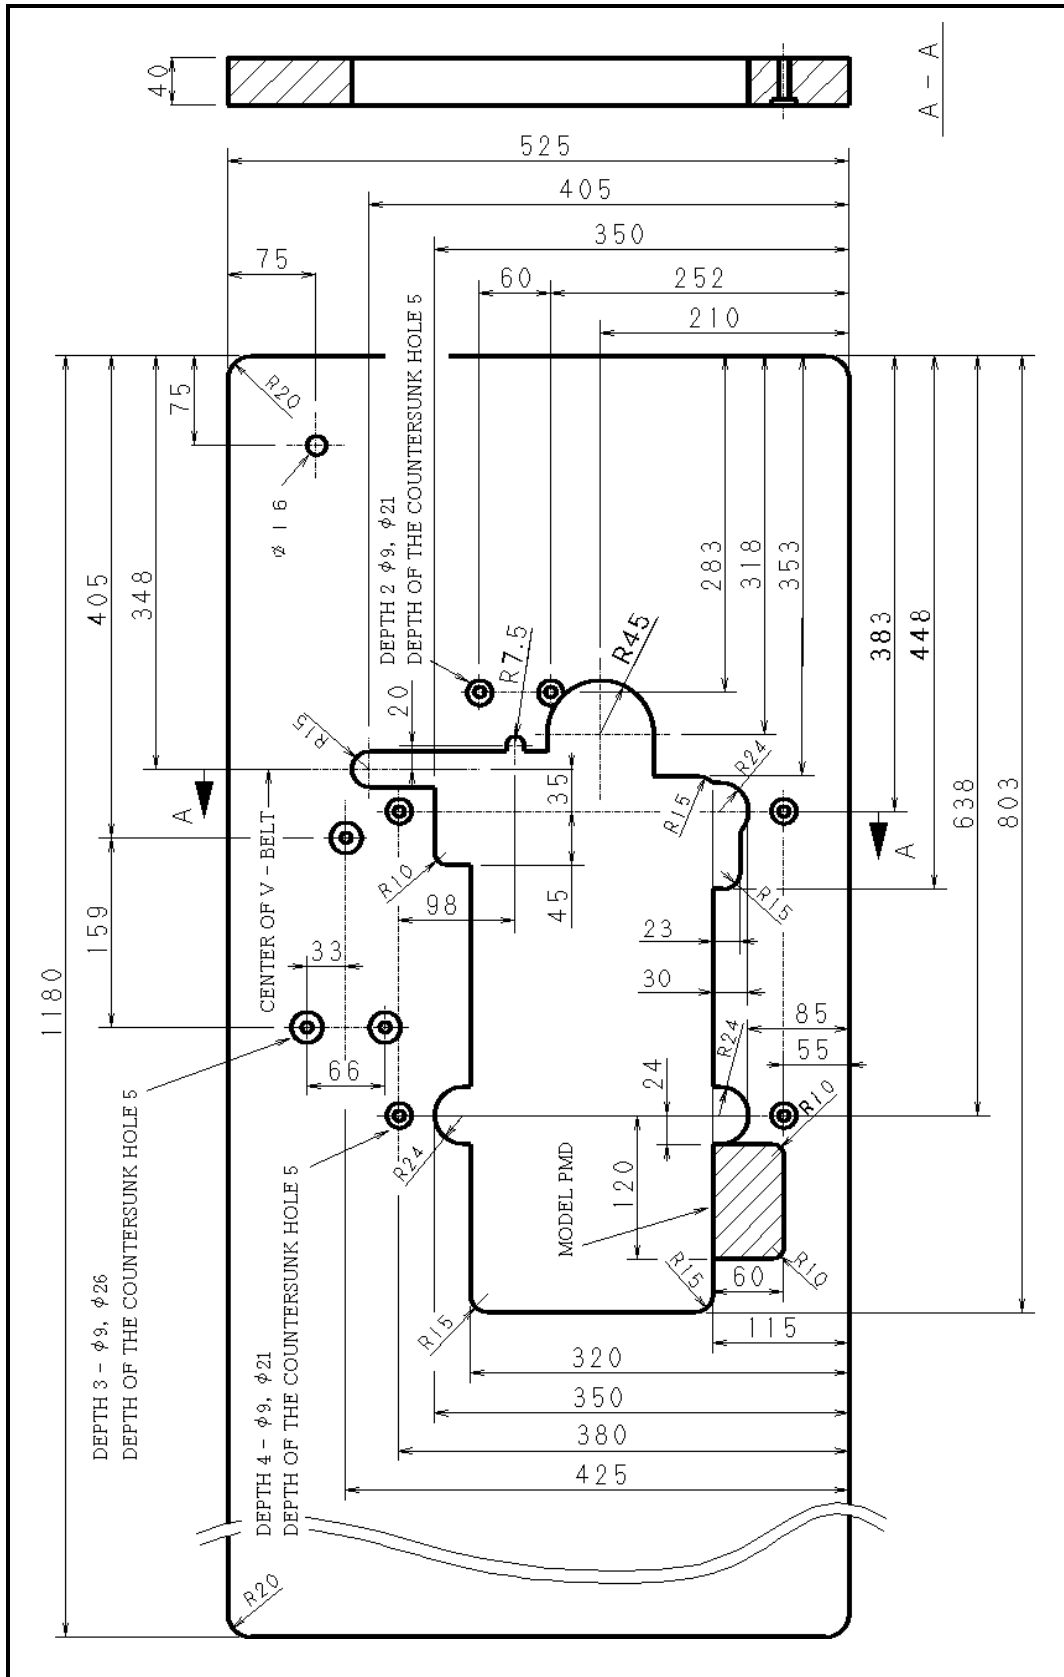 40
A - A
525
405
350
75
60
252
210
R20
75
φ 16
DEPTH 2 φ9, φ21
DEPTH OF THE COUNTERSUNK HOLE 5
283
318
353
405
348
383
448
638
803
R7.5
R45
20
R15
R24
35
R15
A
A
CENTER OF V - BELT
R10
98
45
R15
159
33
23
30
1180
85
66
R24
24
55
R10
R24
120
MODEL PMD
R10
60
R15
R15
115
DEPTH 3 - φ9, φ26
DEPTH OF THE COUNTERSUNK HOLE 5
DEPTH 4 - φ9, φ21
DEPTH OF THE COUNTERSUNK HOLE 5
320
350
380
425
R20